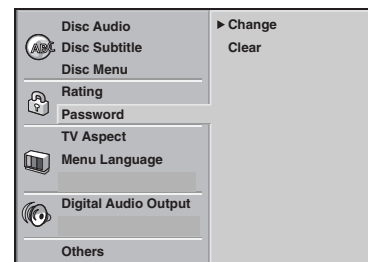 Disc Audio
ABC Disc Subtitle
Disc Menu
Rating
Password
TV Aspect
Menu Language
Digital Audio Output
Others
Change
Clear